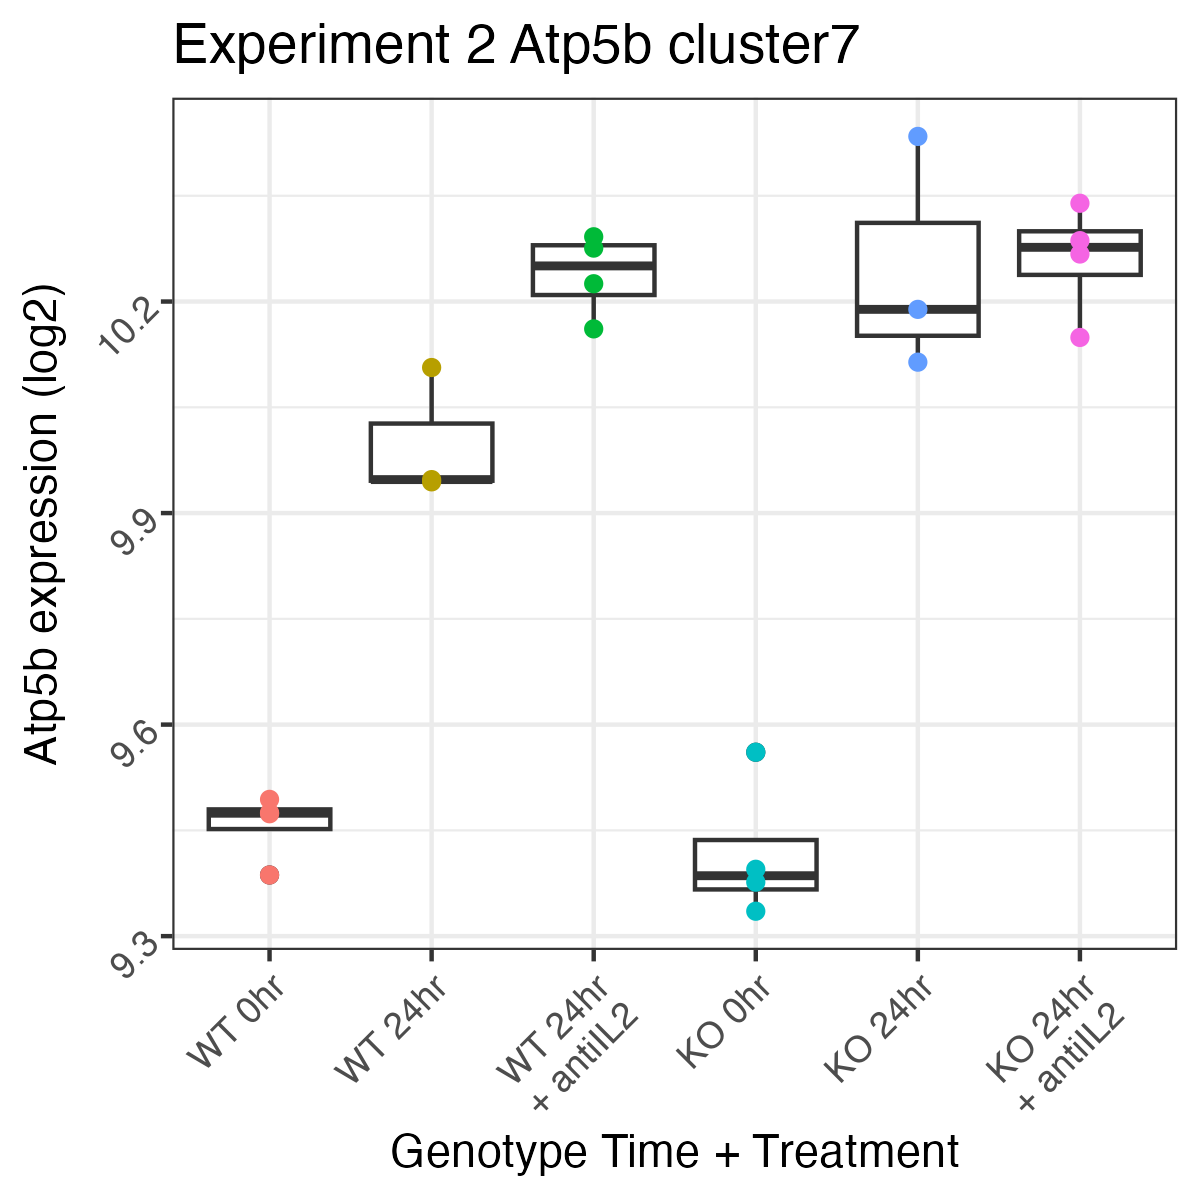 Experiment 2 Atp5b cluster7
Atp5b expression (log2)
10.2
9.9
9.6
9.3
WT 0hr
WT 24hr
WT 24hr
+ antiIL2
KO 0hr
KO 24hr
KO 24hr
+ antiIL2
Genotype Time + Treatment